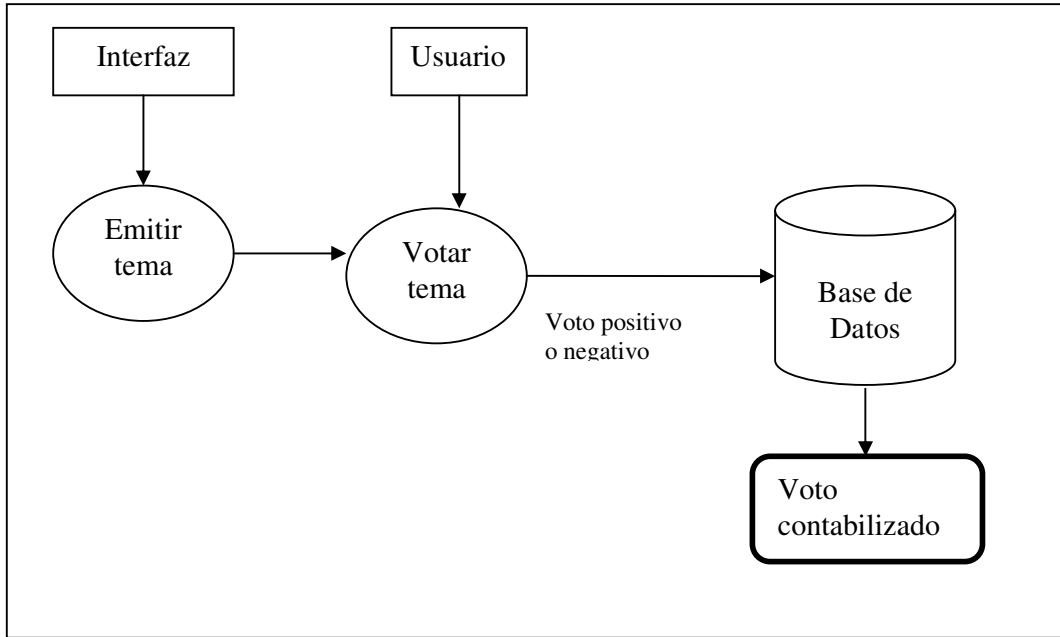 Interfaz
Usuario
Emitir
tema
Votar
tema
Voto positivo
o negativo
Base de
Datos
Voto
contabilizado